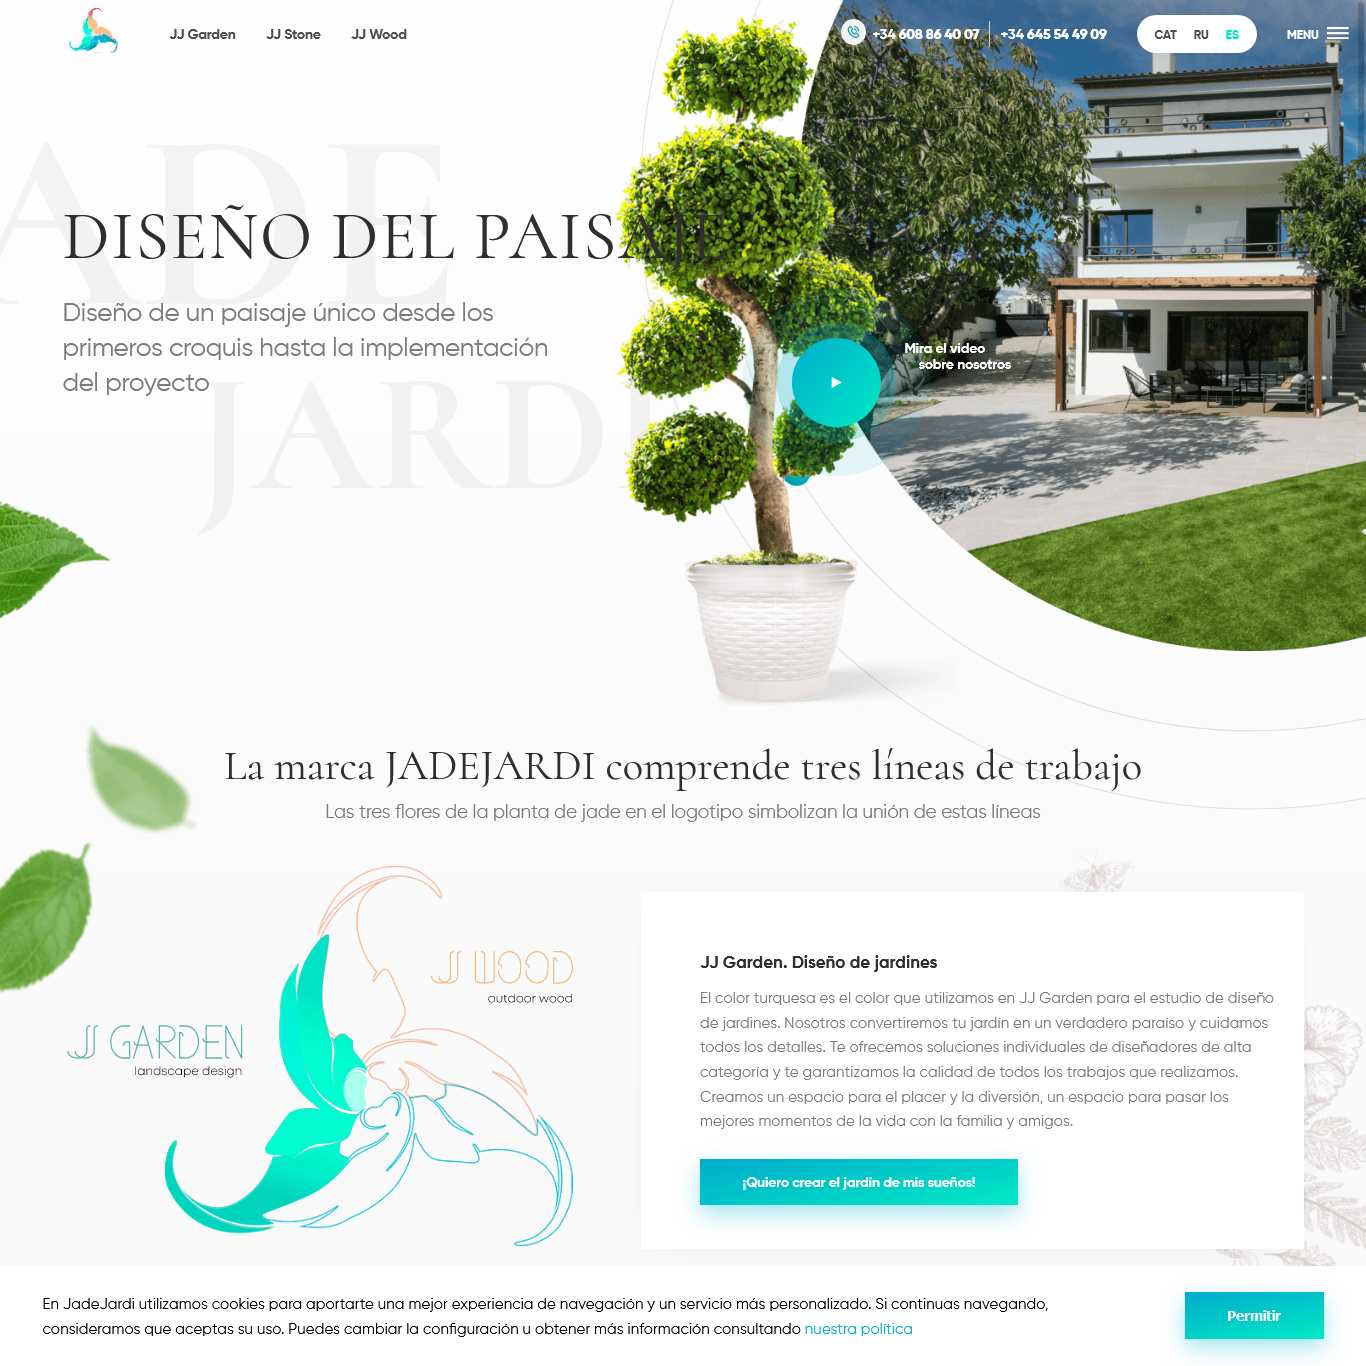 JJ Garden JJ Stone JJ Wood
+34 608 86 40 07 +34 645 54 49 09
CAT RU ES
MENU
JADE
DISEÑO DEL PAISAJE
Diseño de un paisaje único desde los
primeros croquis hasta la implementación
del proyecto
JARDI
Mira el video
sobre nosotros
La marca JADEJARDI comprende tres líneas de trabajo
Las tres flores de la planta de jade en el logotipo simbolizan la unión de estas líneas
JJ WOOD
outdoor wood
JJ GARDEN
landscape design
JJ Garden. Diseño de jardines
El color turquesa es el color que utilizamos en JJ Garden para el estudio de diseño
de jardines. Nosotros convertiremos tu jardín en un verdadero paraíso y cuidamos
todos los detalles. Te ofrecemos soluciones individuales de diseñadores de alta
categoría y te garantizamos la calidad de todos los trabajos que realizamos.
Creamos un espacio para el placer y la diversión, un espacio para pasar los
mejores momentos de la vida con la familia y amigos.
¡Quiero crear el jardín de mis sueños!
En JadeJardi utilizamos cookies para aportarte una mejor experiencia de navegación y un servicio más personalizado. Si continuas navegando,
consideramos que aceptas su uso. Puedes cambiar la configuración u obtener más información consultando nuestra política
Permitir